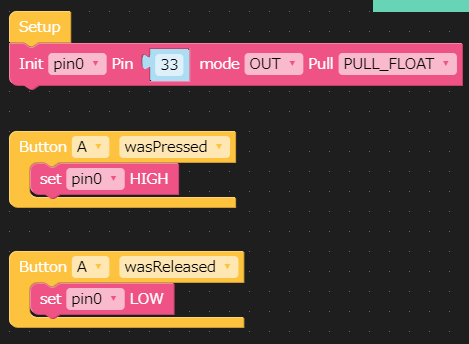 Setup
Init pin0 Pin 33 mode OUT Pull PULL_FLOAT
Button A wasPressed
set pin0 HIGH
Button A wasReleased
set pin0 LOW